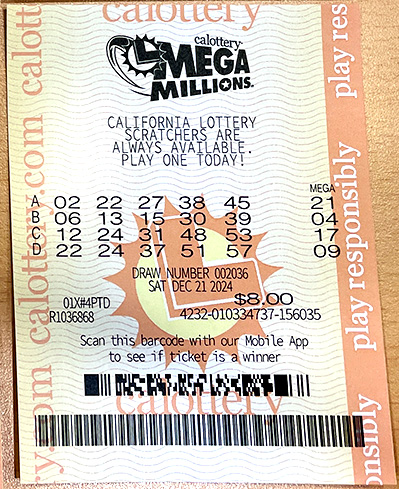 calottery
calottery
MEGA
MILLIONS
CALIFORNIA LOTTERY
SCRATCHERS ARE
ALWAYS AVAILABLE.
PLAY ONE TODAY!
MEGA
A 02 22 27 38 45 21
B 06 13 15 30 39 04
C 12 24 31 48 53 17
D 22 24 37 51 57 09
DRAW NUMBER 002036
SAT DEC 21 2024
$8.00
01X#4PTD
R1036868 4232-010334737-156035
Scan this barcode with our Mobile App
to see if ticket is a winner
calottery
calott
calottery.com
ry.com
play responsibly
play responsibly
onsibly